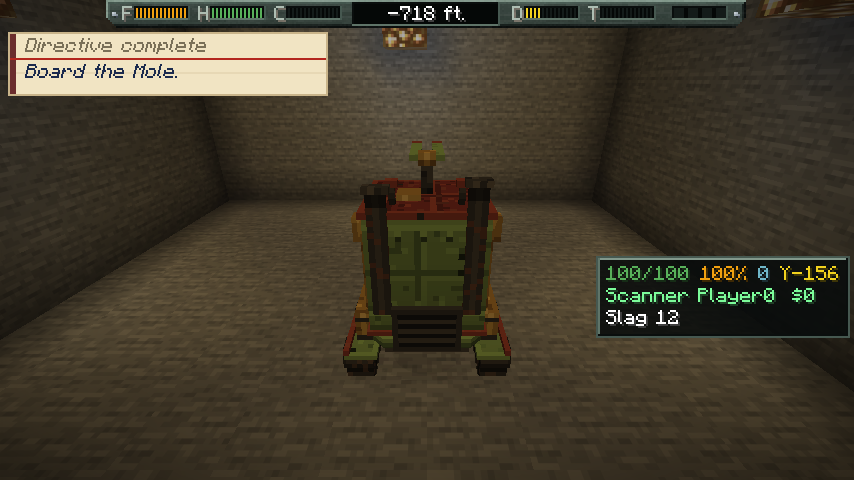 F H C -718 ft. D T
Directive complete
Board the Mole.
100/100 100% 0 Y-156
Scanner Player0 $0
Slag 12